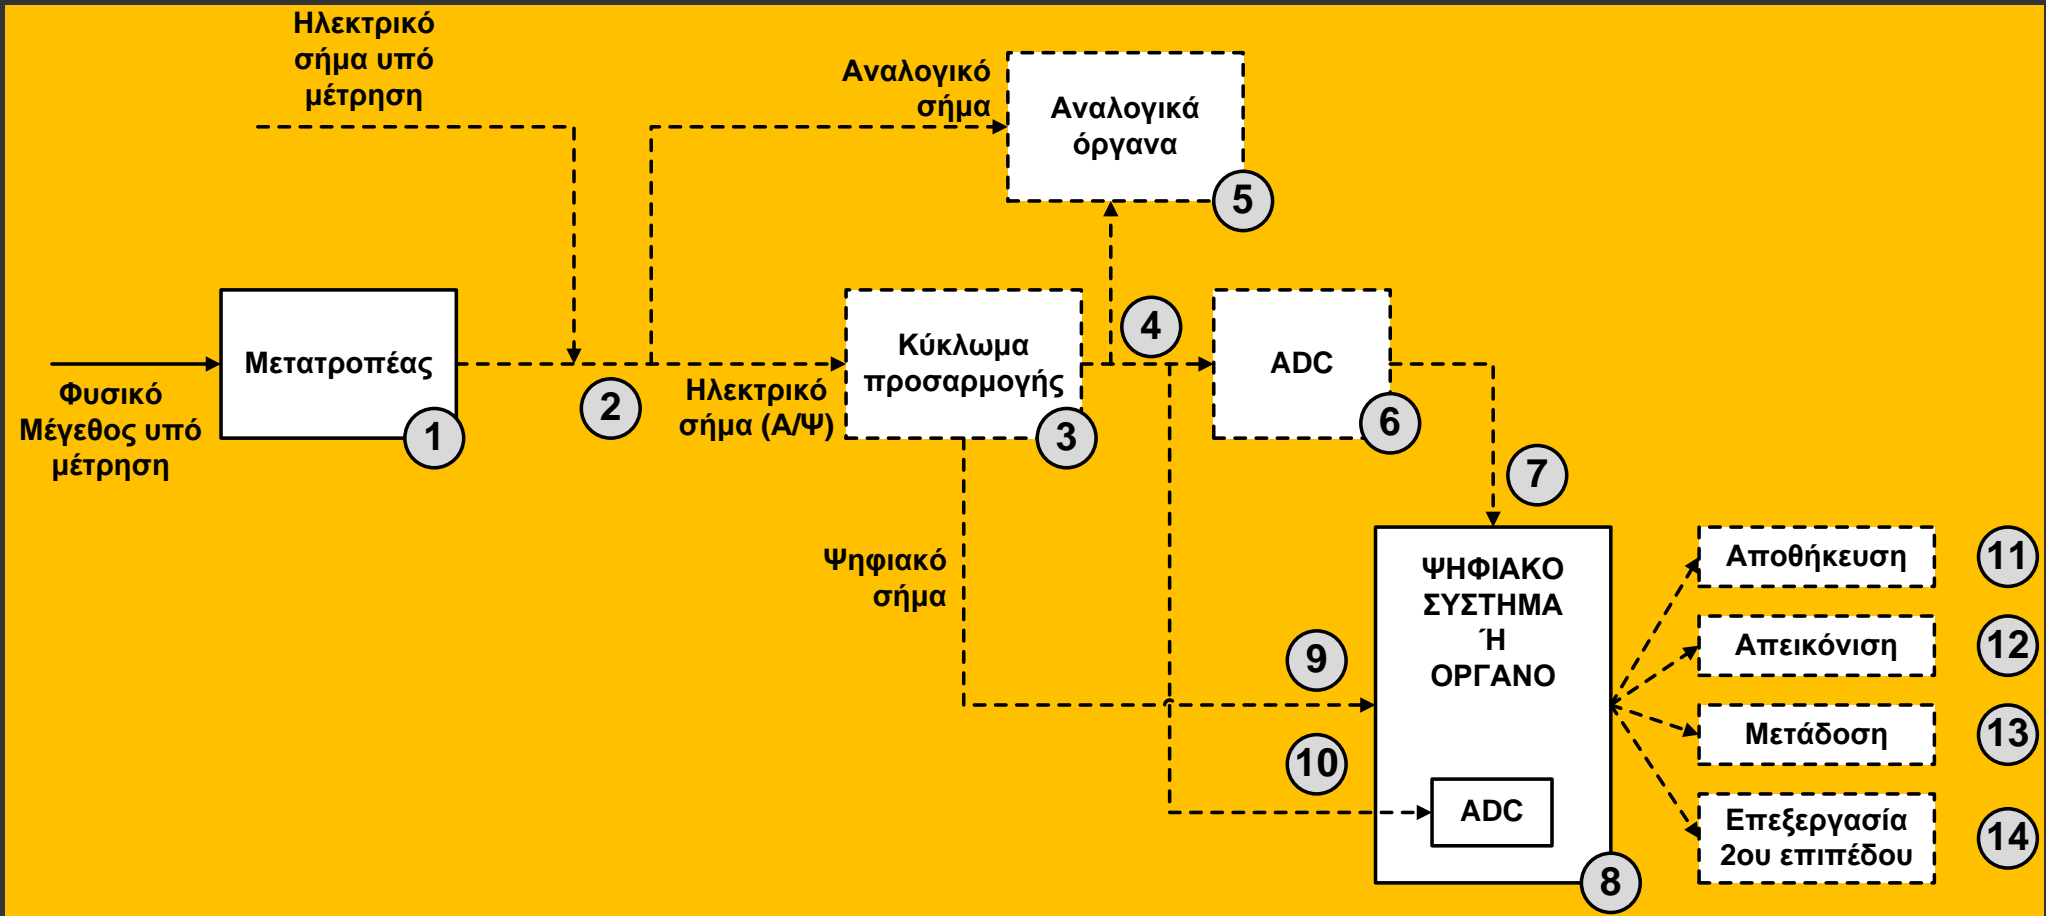 Ηλεκτρικό
σήμα υπό
μέτρηση
Αναλογικό
σήμα
Αναλογικά
όργανα
5
Μετατροπέας
1
Φυσικό
Μέγεθος υπό
μέτρηση
2
Ηλεκτρικό
σήμα (Α/Ψ)
Κύκλωμα
προσαρμογής
3
4
ADC
6
7
Ψηφιακό
σήμα
9
10
ΨΗΦΙΑΚΟ
ΣΥΣΤΗΜΑ
Ή
ΟΡΓΑΝΟ
ADC
8
Αποθήκευση
11
Απεικόνιση
12
Μετάδοση
13
Επεξεργασία
2ου επιπέδου
14